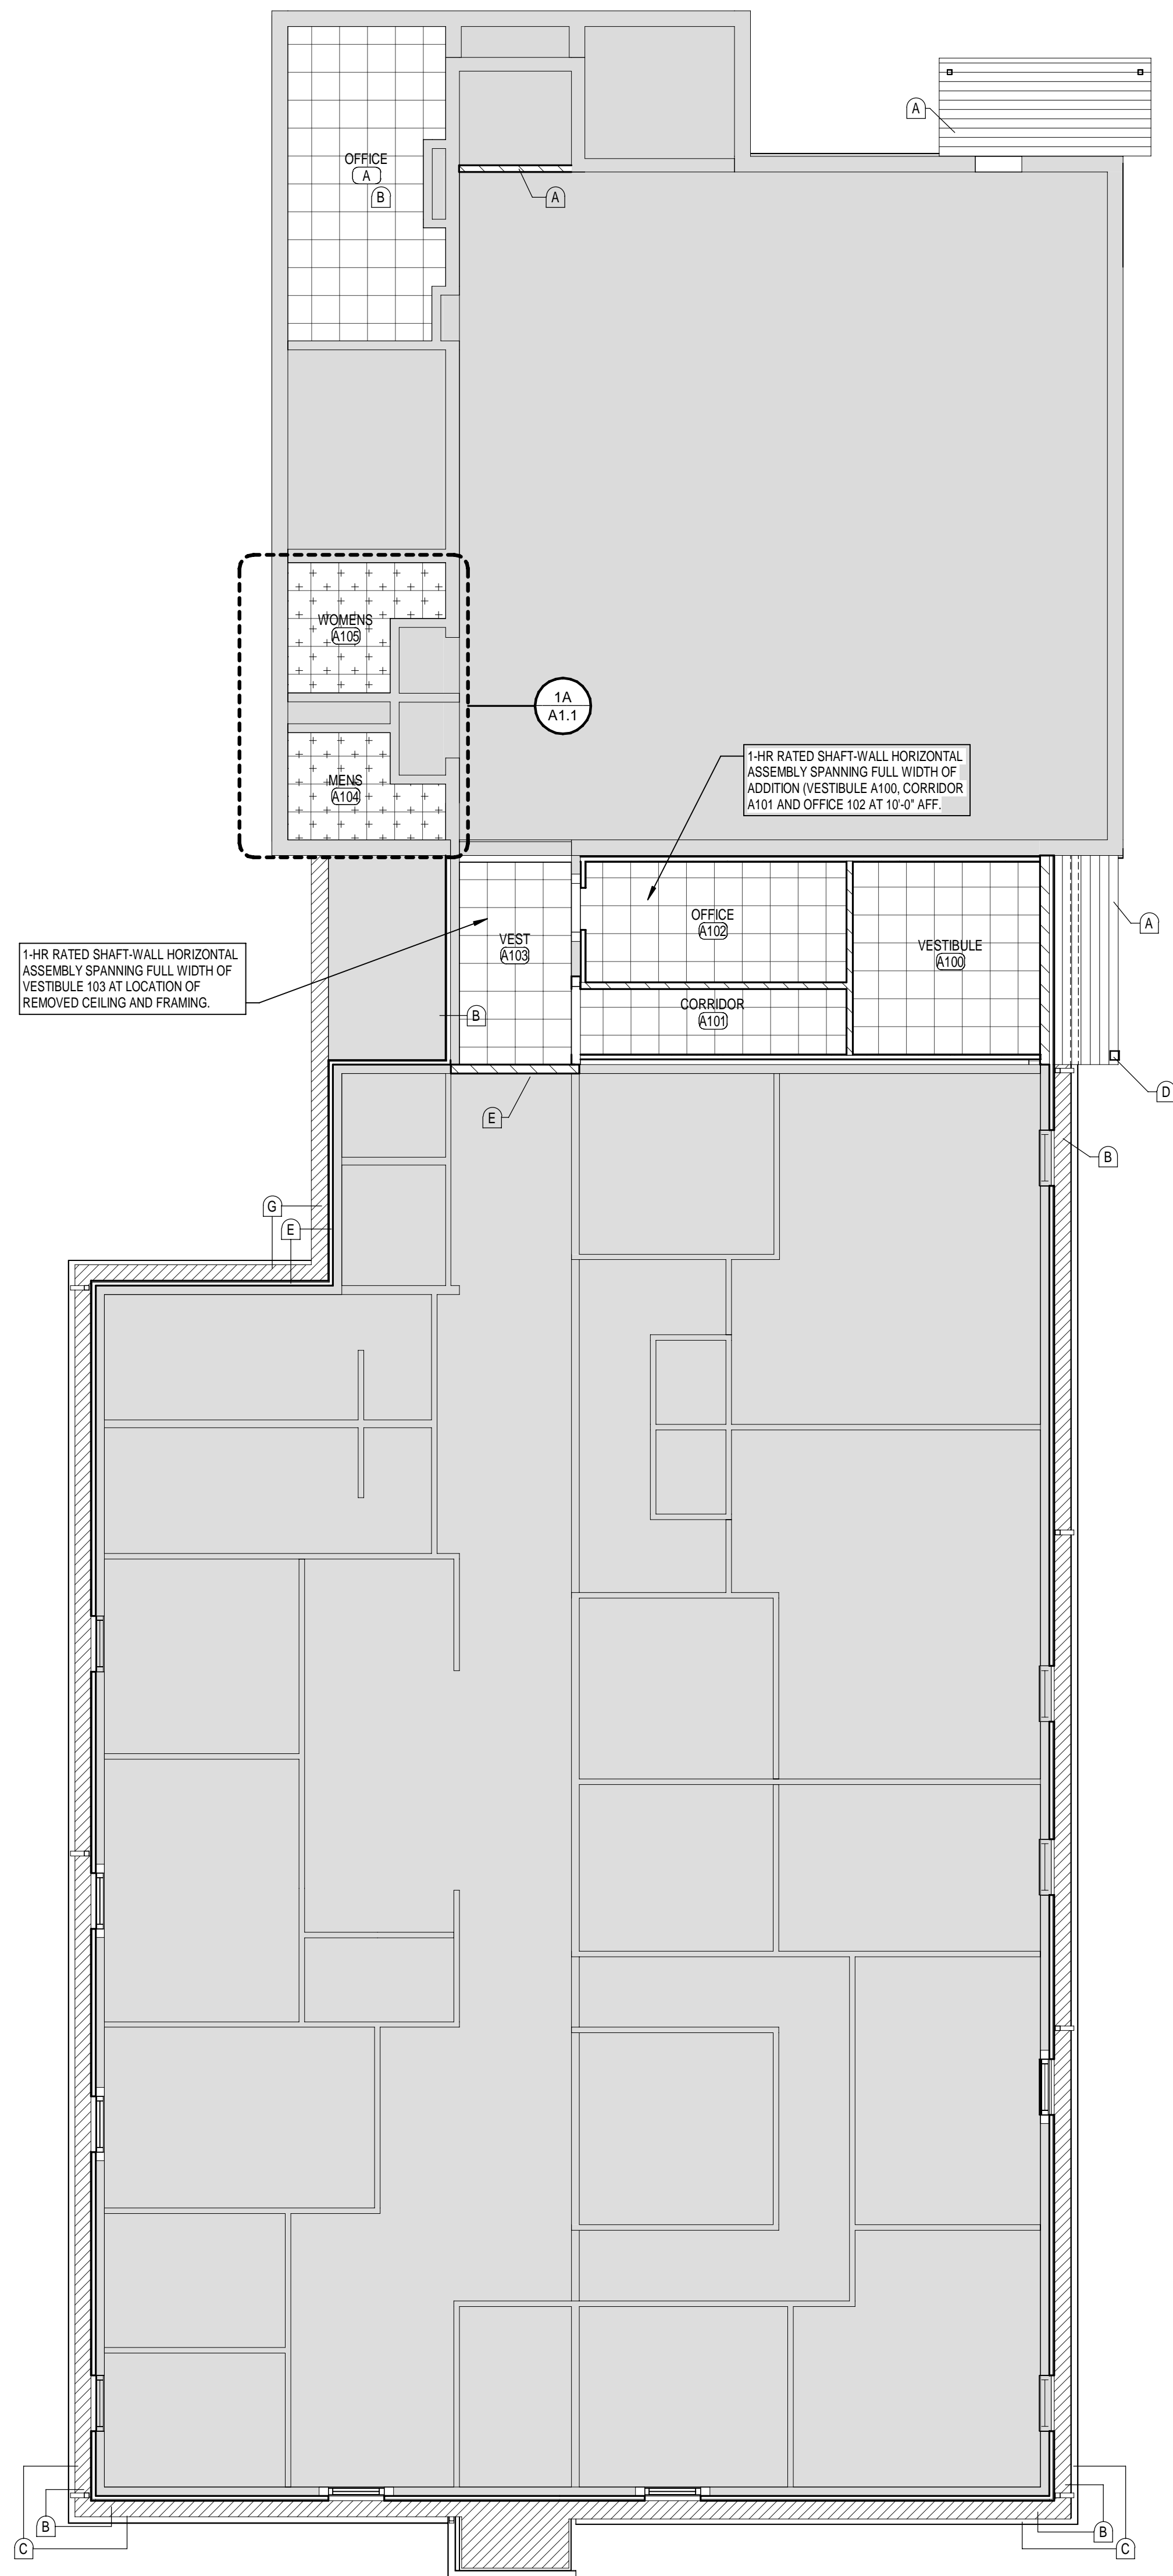 A
OFFICE
A
B
A
WOMENS
A105
1A
A1.1
MENS
A104
1-HR RATED SHAFT-WALL HORIZONTAL
ASSEMBLY SPANNING FULL WIDTH OF
ADDITION (VESTIBULE A100, CORRIDOR
A101 AND OFFICE 102 AT 10'-0" AFF.
OFFICE
A102
A
VEST
A103
VESTIBULE
A100
1-HR RATED SHAFT-WALL HORIZONTAL
ASSEMBLY SPANNING FULL WIDTH OF
VESTIBULE 103 AT LOCATION OF
REMOVED CEILING AND FRAMING.
CORRIDOR
A101
B
D
E
B
G
E
B
C
B
C